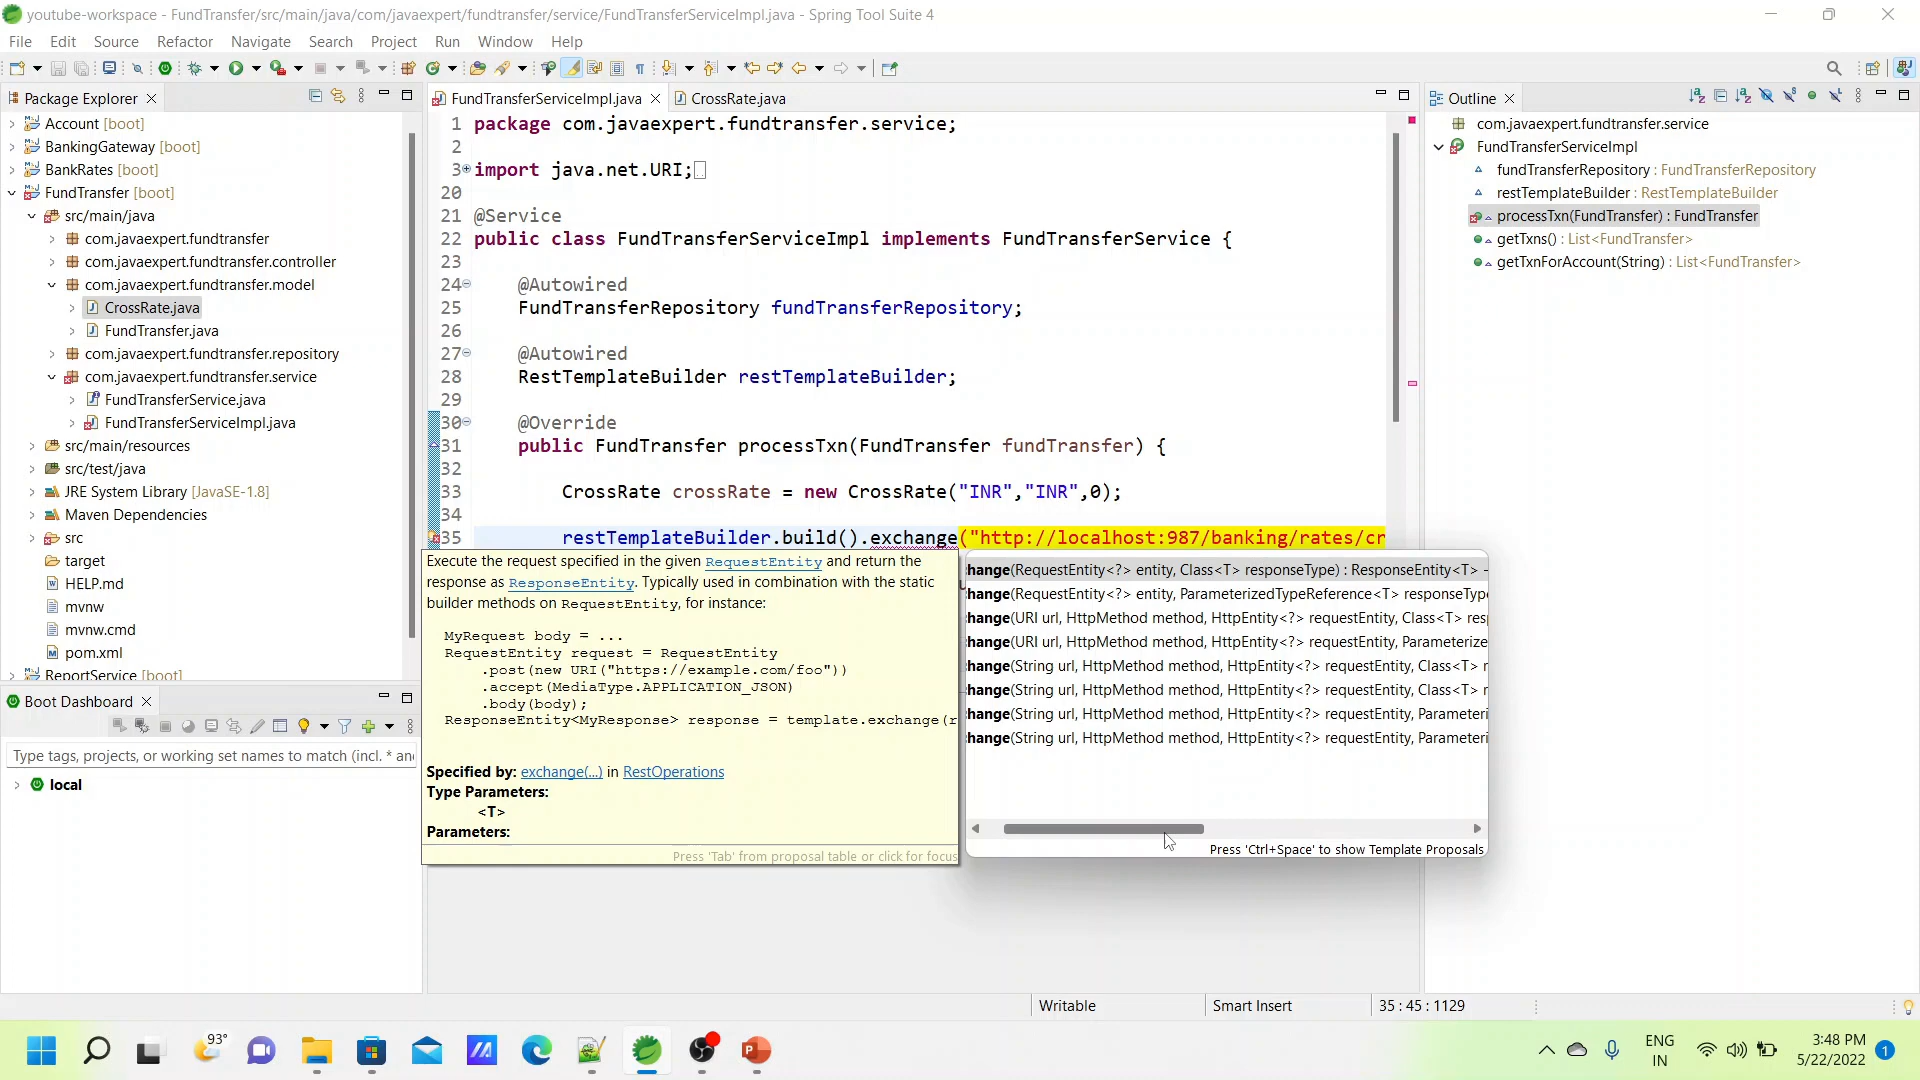 youtube-workspace - FundTransfer/src/main/java/com/javaexpert/fundtransfer/service/FundTransferServiceImpl.java - Spring Tool Suite 4
File Edit Source Refactor Navigate Search Project Run Window Help
Package Explorer
Account [boot]
BankingGateway [boot]
BankRates [boot]
FundTransfer [boot]
src/main/java
com.javaexpert.fundtransfer
com.javaexpert.fundtransfer.controller
com.javaexpert.fundtransfer.model
CrossRate.java
FundTransfer.java
com.javaexpert.fundtransfer.repository
com.javaexpert.fundtransfer.service
FundTransferService.java
FundTransferServiceImpl.java
src/main/resources
src/test/java
JRE System Library [JavaSE-1.8]
Maven Dependencies
src
target
HELP.md
mvnw
mvnw.cmd
pom.xml
ReportService [boot]
Boot Dashboard
Type tags, projects, or working set names to match (incl. * and
local
FundTransferServiceImpl.java CrossRate.java
1 package com.javaexpert.fundtransfer.service;
2
3 import java.net.URI;
20
21 @Service
22 public class FundTransferServiceImpl implements FundTransferService {
23
24 @Autowired
25 FundTransferRepository fundTransferRepository;
26
27 @Autowired
28 RestTemplateBuilder restTemplateBuilder;
29
30 @Override
31 public FundTransfer processTxn(FundTransfer fundTransfer) {
32
33 CrossRate crossRate = new CrossRate("INR","INR",0);
34
35 restTemplateBuilder.build().exchange("http://localhost:987/banking/rates/cr
Execute the request specified in the given RequestEntity and return the
response as ResponseEntity. Typically used in combination with the static
builder methods on RequestEntity, for instance:
MyRequest body = ...
RequestEntity request = RequestEntity
.post(new URI("https://example.com/foo"))
.accept(MediaType.APPLICATION_JSON)
.body(body);
ResponseEntity<MyResponse> response = template.exchange(r
Specified by: exchange(...) in RestOperations
Type Parameters:
<T>
Parameters:
Press 'Tab' from proposal table or click for focus
hange(RequestEntity<?> entity, Class<T> responseType) : ResponseEntity<T> -
hange(RequestEntity<?> entity, ParameterizedTypeReference<T> responseType
hange(URI url, HttpMethod method, HttpEntity<?> requestEntity, Class<T> resp
hange(URI url, HttpMethod method, HttpEntity<?> requestEntity, Parameterize
hange(String url, HttpMethod method, HttpEntity<?> requestEntity, Class<T> r
hange(String url, HttpMethod method, HttpEntity<?> requestEntity, Class<T> r
hange(String url, HttpMethod method, HttpEntity<?> requestEntity, Parameteri
hange(String url, HttpMethod method, HttpEntity<?> requestEntity, Parameteri
Press 'Ctrl+Space' to show Template Proposals
Outline
com.javaexpert.fundtransfer.service
FundTransferServiceImpl
fundTransferRepository : FundTransferRepository
restTemplateBuilder : RestTemplateBuilder
processTxn(FundTransfer) : FundTransfer
getTxns() : List<FundTransfer>
getTxnForAccount(String) : List<FundTransfer>
Writable Smart Insert 35 : 45 : 1129
93°
ENG
IN
3:48 PM
5/22/2022
1